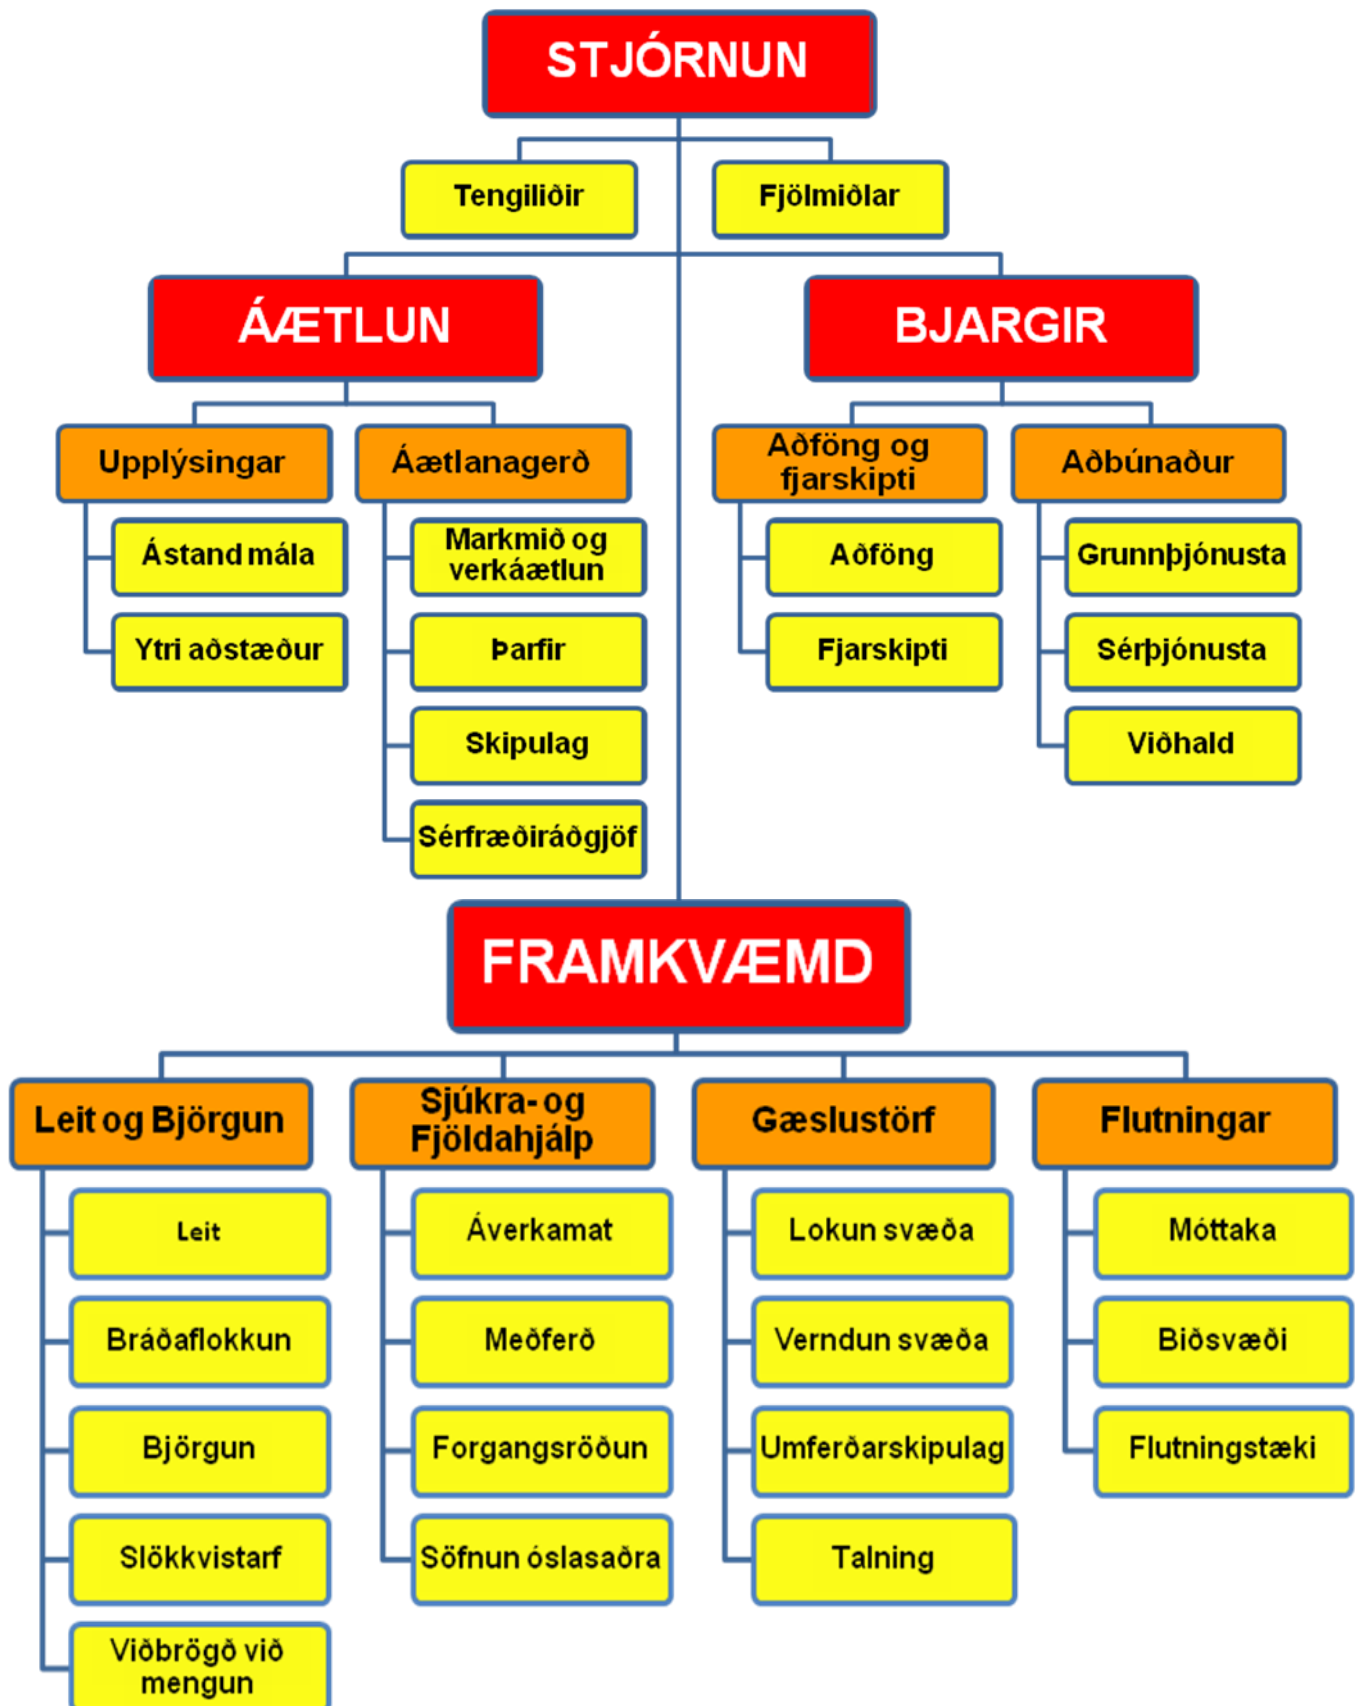 STJÓRNUN
Tengiliðir
Fjölmiðlar
ÁÆTLUN
BJARGIR
Upplýsingar
Áætlanagerð
Aðföng og
fjarskipti
Aðbúnaður
Ástand mála
Ytri aðstæður
Markmið og
verkáætlun
Þarfir
Skipulag
Sérfræðiráðgjöf
Aðföng
Fjarskipti
Grunnþjónusta
Sérþjónusta
Viðhald
FRAMKVÆMD
Leit og Björgun
Sjúkra- og
Fjöldahjálp
Gæslustörf
Flutningar
Leit
Bráðaflokkun
Björgun
Slökkvistarf
Viðbrögð við
mengun
Áverkamat
Meðferð
Forgangsröðun
Söfnun óslasaðra
Lokun svæða
Verndun svæða
Umferðarskipulag
Talning
Móttaka
Biðsvæði
Flutningstæki